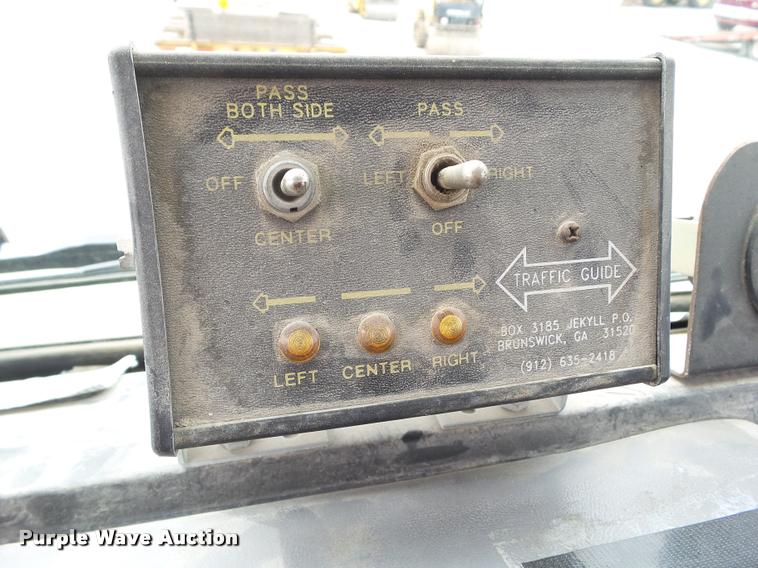 PASS
BOTH SIDE
PASS
OFF
LEFT
RIGHT
CENTER
OFF
TRAFFIC GUIDE
BOX 3185 JEKYLL P.O.
BRUNSWICK, GA 31520
(912) 635-2418
LEFT
CENTER
RIGHT
Purple Wave Auction